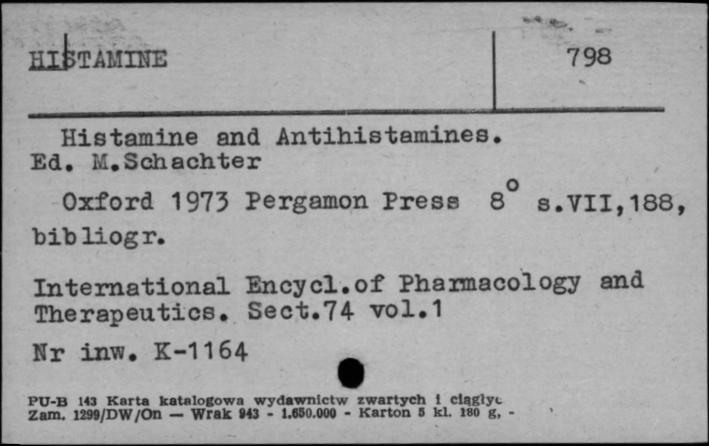 HISTAMINE
798
Histamine and Antihistamines.
Ed. M.Schachter
Oxford 1973 Pergamon Press 8° s.VII,188,
bibliogr.
International Encycl.of Pharmacology and
Therapeutics. Sect.74 vol.1
Nr inw. K-1164
PU-B 143 Karta katalogowa wydawnictw zwartych i ciągłyc
Zam. 1299/DW/On — Wrak 943 - 1.650.000 - Karton 5 kl. 180 g, -